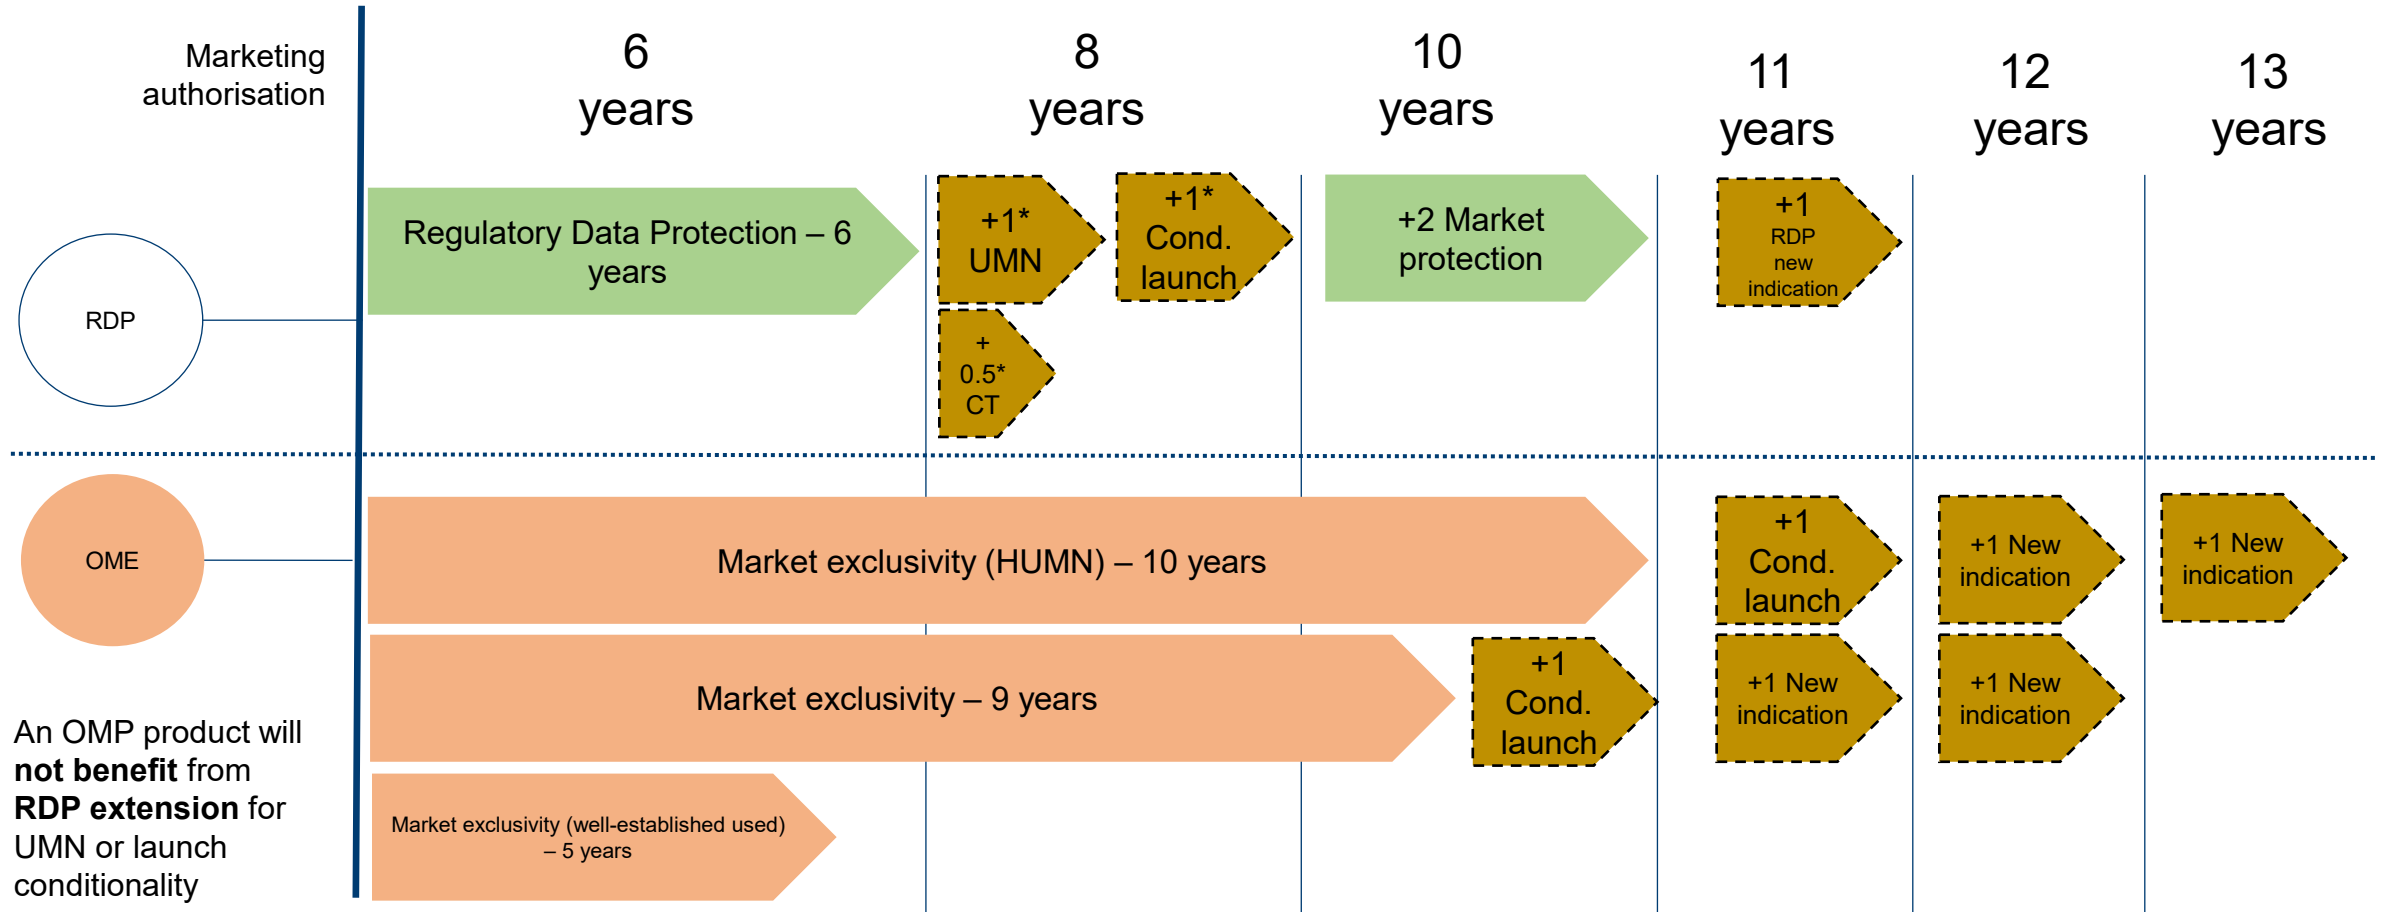 Marketing
authorisation
6
years
8
years
10
years
11
years
12
years
13
years
RDP
Regulatory Data Protection – 6
years
+1*
UMN
+1*
Cond.
launch
+
0.5*
CT
+2 Market
protection
+1
RDP
new
indication
OME
Market exclusivity (HUMN) – 10 years
+1
Cond.
launch
+1 New
indication
+1 New
indication
Market exclusivity – 9 years
+1
Cond.
launch
+1 New
indication
+1 New
indication
Market exclusivity (well-established used)
– 5 years
An OMP product will
not benefit from
RDP extension for
UMN or launch
conditionality